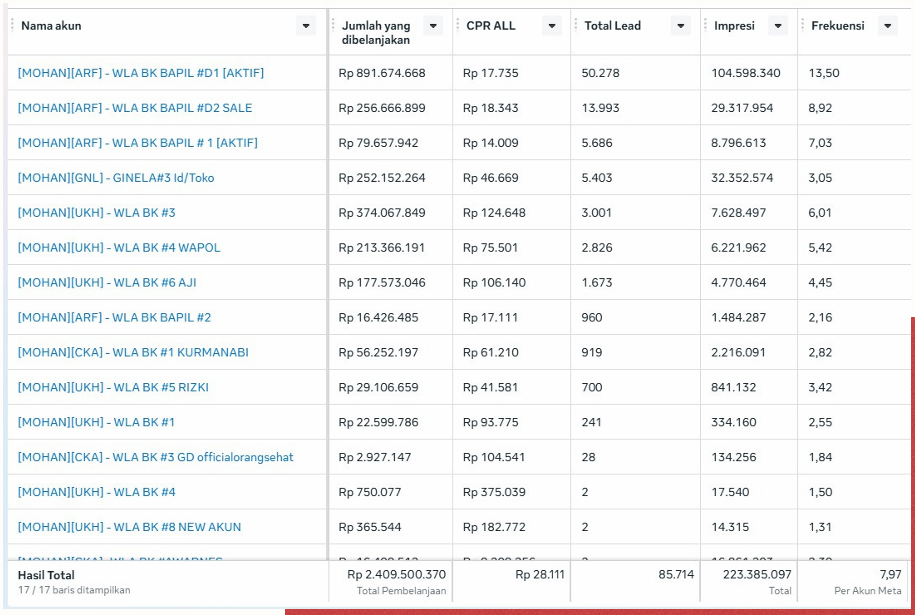 Nama akun Jumlah yang dibelanjakan CPR ALL Total Lead Impresi Frekuensi
[MOHAN][ARF] - WLA BK BAPIL #D1 [AKTIF] Rp 891.674.668 Rp 17.735 50.278 104.598.340 13,50
[MOHAN][ARF] - WLA BK BAPIL #D2 SALE Rp 256.666.899 Rp 18.343 13.993 29.317.954 8,92
[MOHAN][ARF] - WLA BK BAPIL # 1 [AKTIF] Rp 79.657.942 Rp 14.009 5.686 8.796.613 7,03
[MOHAN][GNL] - GINELA#3 Id/Toko Rp 252.152.264 Rp 46.669 5.403 32.352.574 3,05
[MOHAN][UKH] - WLA BK #3 Rp 374.067.849 Rp 124.648 3.001 7.628.497 6,01
[MOHAN][UKH] - WLA BK #4 WAPOL Rp 213.366.191 Rp 75.501 2.826 6.221.962 5,42
[MOHAN][UKH] - WLA BK #6 AJI Rp 177.573.046 Rp 106.140 1.673 4.770.464 4,45
[MOHAN][ARF] - WLA BK BAPIL #2 Rp 16.426.485 Rp 17.111 960 1.484.287 2,16
[MOHAN][CKA] - WLA BK #1 KURMANABI Rp 56.252.197 Rp 61.210 919 2.216.091 2,82
[MOHAN][UKH] - WLA BK #5 RIZKI Rp 29.106.659 Rp 41.581 700 841.132 3,42
[MOHAN][UKH] - WLA BK #1 Rp 22.599.786 Rp 93.775 241 334.160 2,55
[MOHAN][CKA] - WLA BK #3 GD officialorangsehat Rp 2.927.147 Rp 104.541 28 134.256 1,84
[MOHAN][UKH] - WLA BK #4 Rp 750.077 Rp 375.039 2 17.540 1,50
[MOHAN][UKH] - WLA BK #8 NEW AKUN Rp 365.544 Rp 182.772 2 14.315 1,31
Hasil Total Rp 2.409.500.370 Rp 28.111 85.714 223.385.097 7,97
17 / 17 baris ditampilkan Total Pembelanjaan Total Per Akun Meta